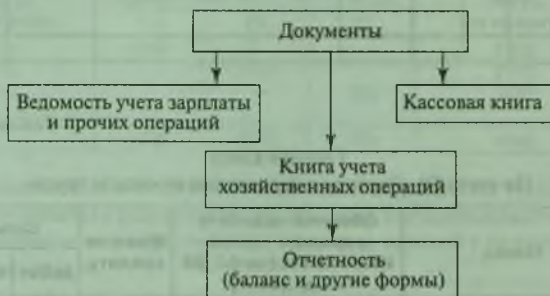 Документы
Ведомость учета зарплаты
и прочих операций
Кассовая книга
Книга учета
хозяйственных операций
Отчетность
(баланс и другие формы)